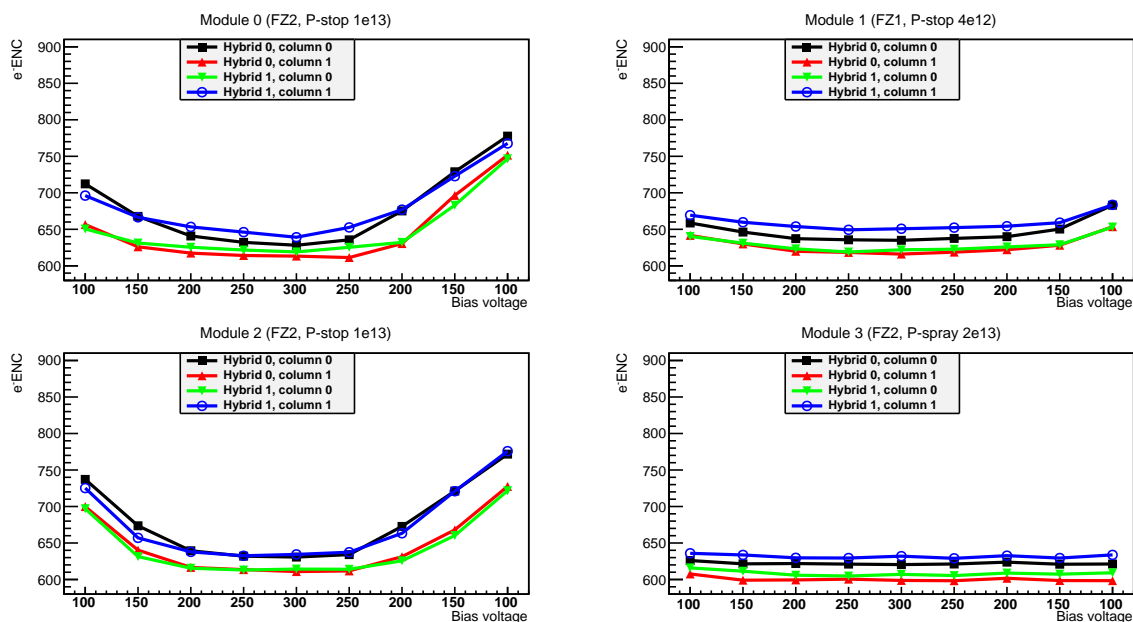 Module 0 (FZ2, P-stop 1e13)
e⁻ENC
900
850
800
750
700
650
600
Hybrid 0, column 0
Hybrid 0, column 1
Hybrid 1, column 0
Hybrid 1, column 1
100 150 200 250 300 250 200 150 100
Bias voltage
Module 1 (FZ1, P-stop 4e12)
e⁻ENC
900
850
800
750
700
650
600
Hybrid 0, column 0
Hybrid 0, column 1
Hybrid 1, column 0
Hybrid 1, column 1
100 150 200 250 300 250 200 150 100
Bias voltage
Module 2 (FZ2, P-stop 1e13)
e⁻ENC
900
850
800
750
700
650
600
Hybrid 0, column 0
Hybrid 0, column 1
Hybrid 1, column 0
Hybrid 1, column 1
100 150 200 250 300 250 200 150 100
Bias voltage
Module 3 (FZ2, P-spray 2e13)
e⁻ENC
900
850
800
750
700
650
600
Hybrid 0, column 0
Hybrid 0, column 1
Hybrid 1, column 0
Hybrid 1, column 1
100 150 200 250 300 250 200 150 100
Bias voltage